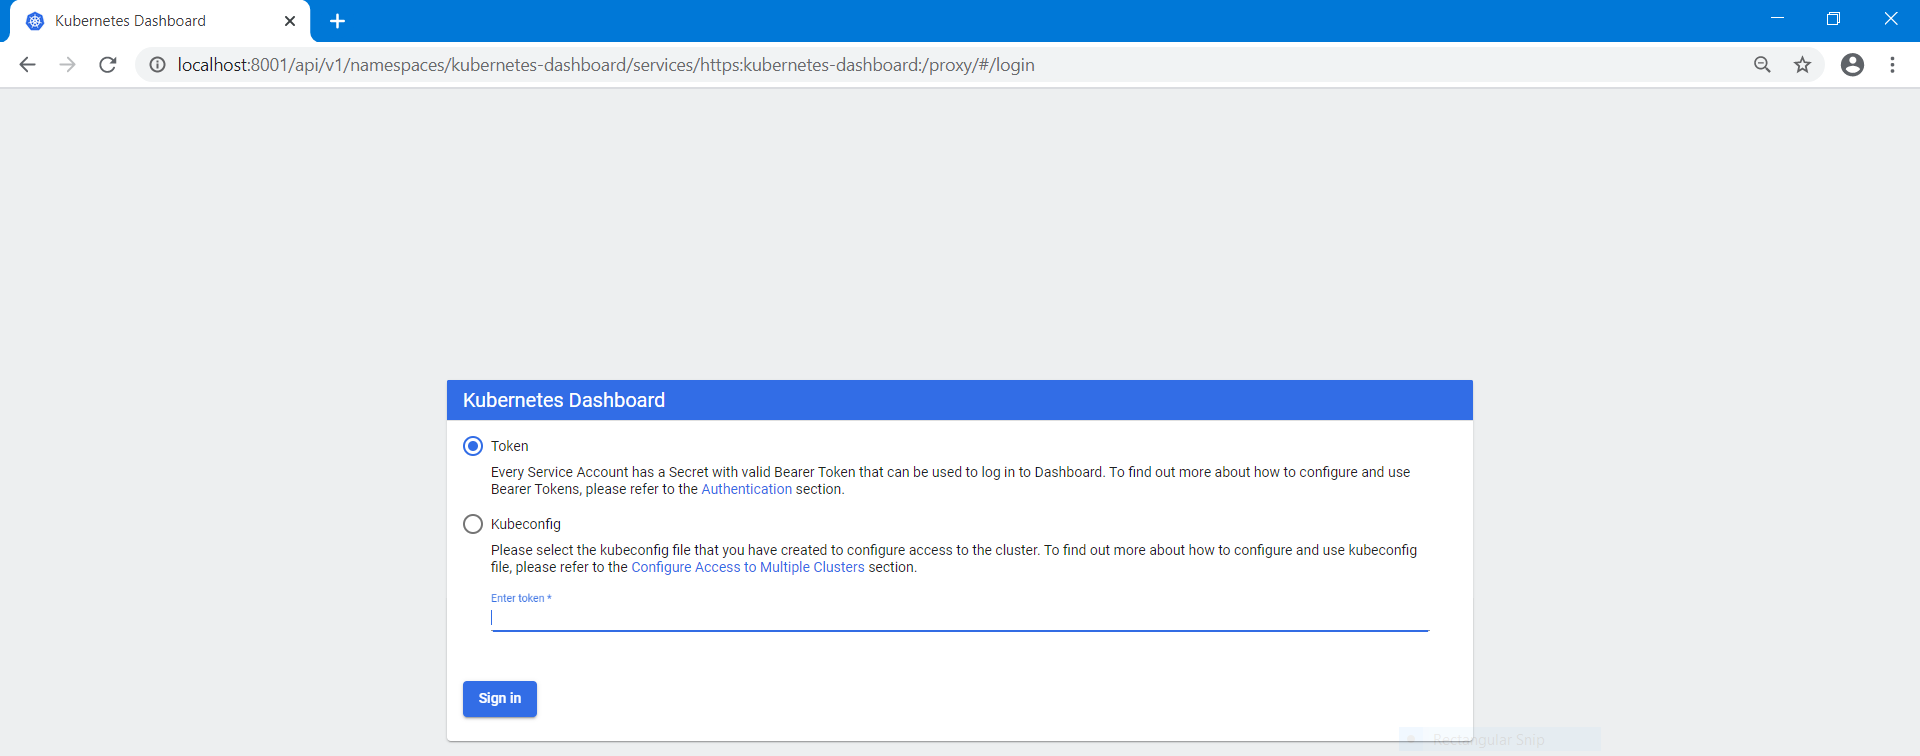 Kubernetes Dashboard
localhost:8001/api/v1/namespaces/kubernetes-dashboard/services/https:kubernetes-dashboard:/proxy/#/login
Kubernetes Dashboard
Token
Every Service Account has a Secret with valid Bearer Token that can be used to log in to Dashboard. To find out more about how to configure and use
Bearer Tokens, please refer to the Authentication section.
Kubeconfig
Please select the kubeconfig file that you have created to configure access to the cluster. To find out more about how to configure and use kubeconfig
file, please refer to the Configure Access to Multiple Clusters section.
Enter token *
Sign in
Rectangular Snip